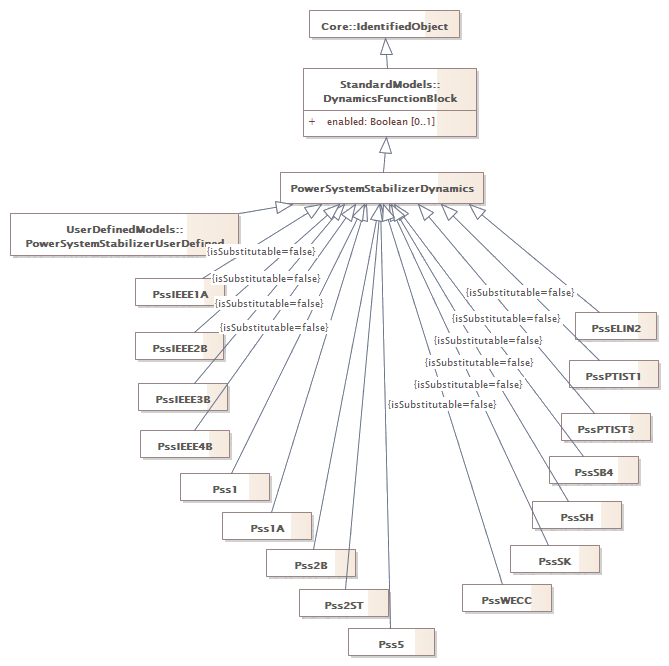 Core::IdentifiedObject
StandardModels::
DynamicsFunctionBlock
+ enabled: Boolean [0..1]
PowerSystemStabilizerDynamics
UserDefinedModels::
PowerSystemStabilizerUserDefined
{isSubstitutable=false}
{isSubstitutable=false}
PssIEEE1A
{isSubstitutable=false}
{isSubstitutable=false}
{isSubstitutable=false}
{isSubstitutable=false}
PssELIN2
{isSubstitutable=false}
PssIEEE2B
{isSubstitutable=false}
PssPTIST1
{isSubstitutable=false}
PssIEEE3B
{isSubstitutable=false}
PssPTIST3
PssIEEE4B
PssSB4
Pss1
PssSH
Pss1A
PssSK
Pss2B
PssWECC
Pss2ST
Pss5